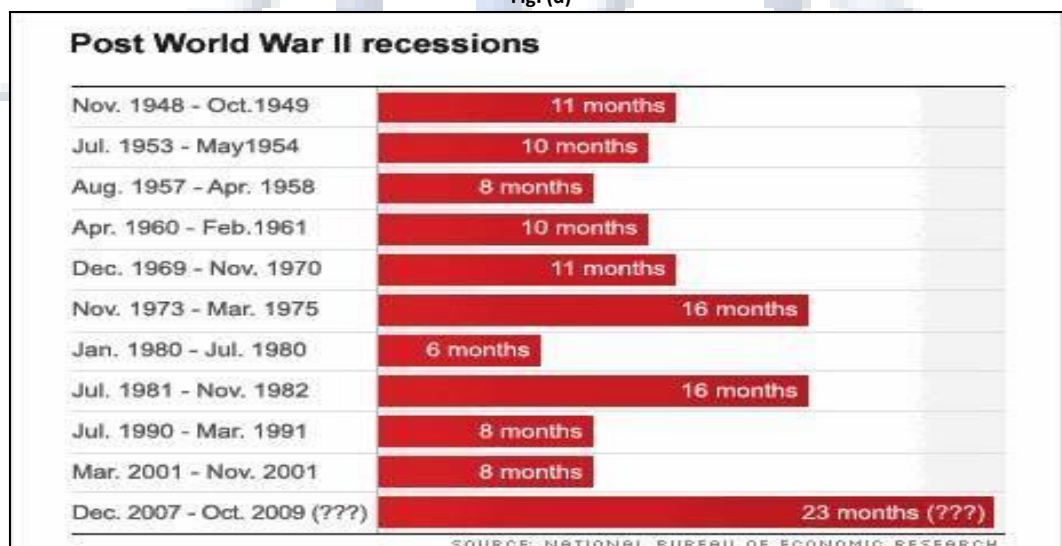 Fig. (a)
Post World War II recessions
Nov. 1948 - Oct.1949 11 months
Jul. 1953 - May1954 10 months
Aug. 1957 - Apr. 1958 8 months
Apr. 1960 - Feb.1961 10 months
Dec. 1969 - Nov. 1970 11 months
Nov. 1973 - Mar. 1975 16 months
Jan. 1980 - Jul. 1980 6 months
Jul. 1981 - Nov. 1982 16 months
Jul. 1990 - Mar. 1991 8 months
Mar. 2001 - Nov. 2001 8 months
Dec. 2007 - Oct. 2009 (???) 23 months (???)
SOURCE: NATIONAL BUREAU OF ECONOMIC RESEARCH